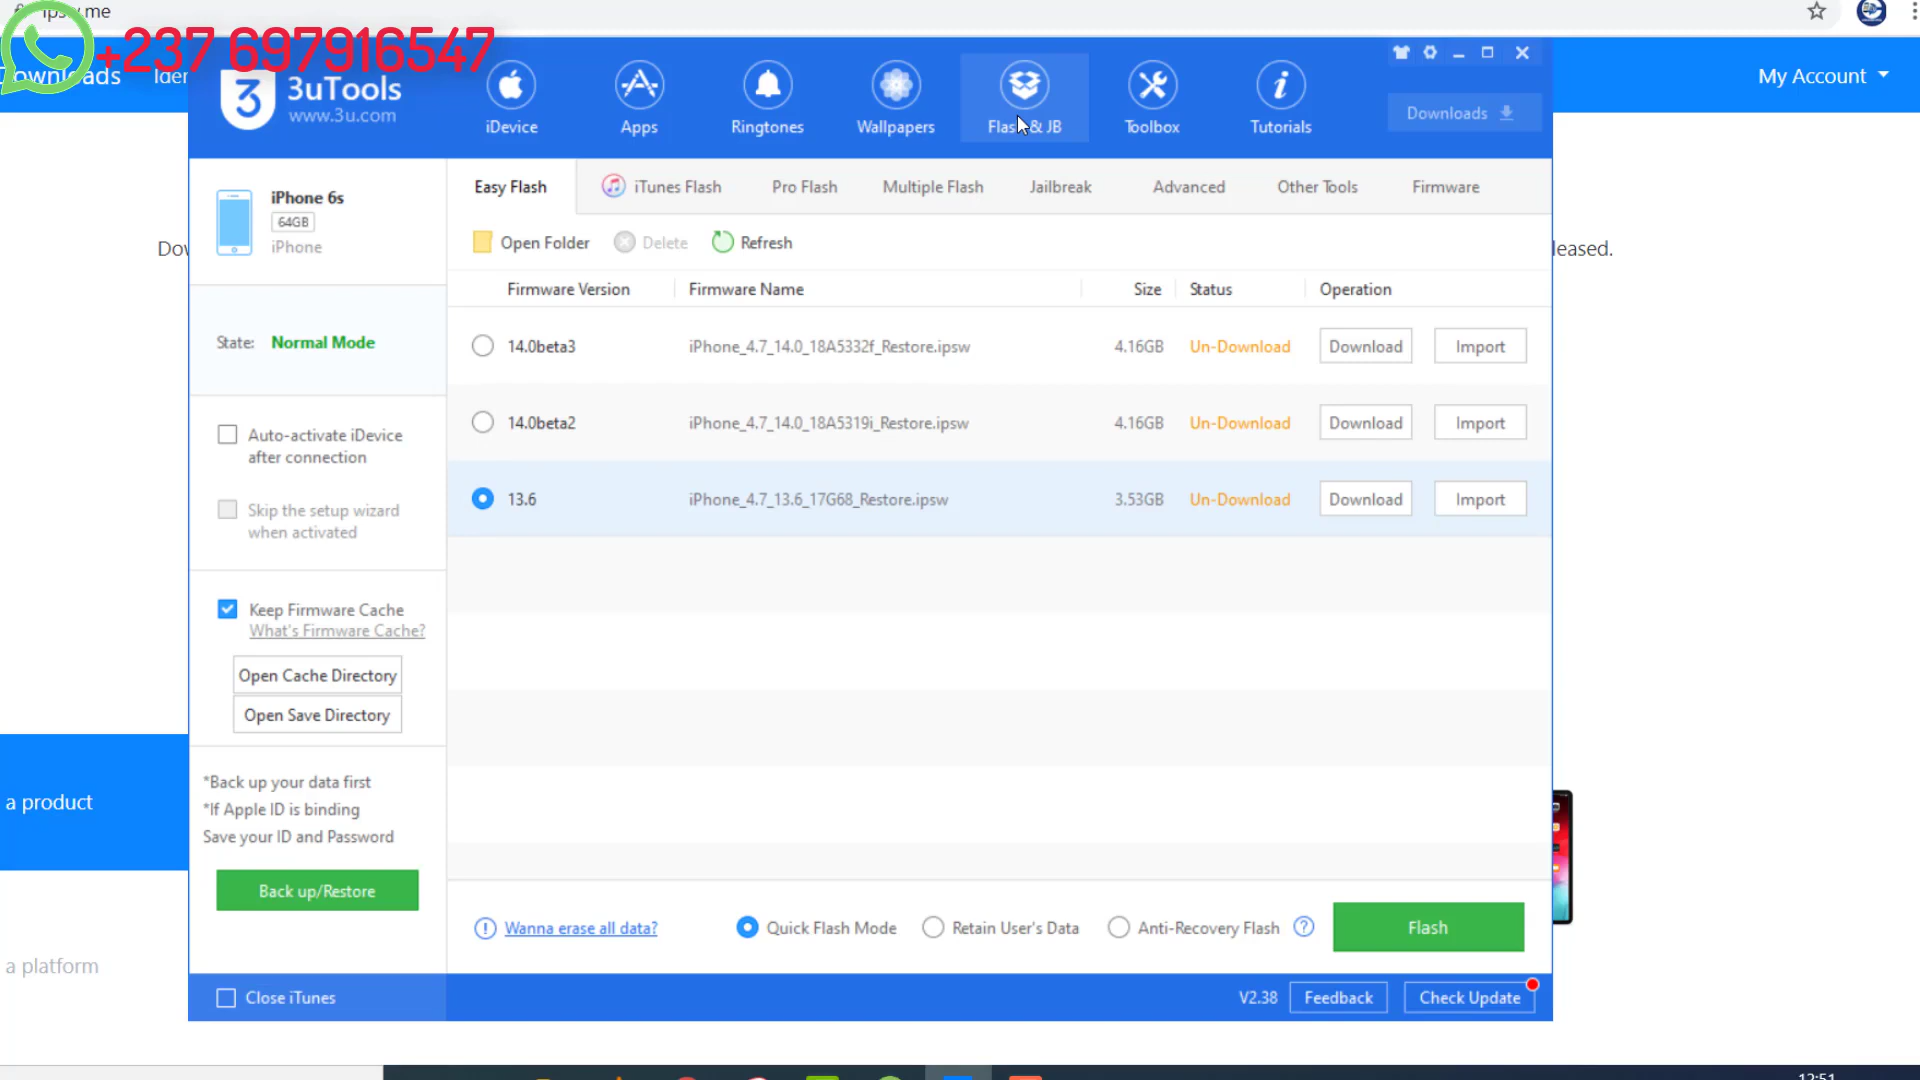 me
+237 697916547
ownloads
My Account
3uTools
www.3u.com
iDevice
Apps
Ringtones
Wallpapers
Flash & JB
Toolbox
Tutorials
Downloads
iPhone 6s
64GB
iPhone
Easy Flash
iTunes Flash
Pro Flash
Multiple Flash
Jailbreak
Advanced
Other Tools
Firmware
Open Folder
Delete
Refresh
leased.
Firmware Version
Firmware Name
Size
Status
Operation
State: Normal Mode
14.0beta3 iPhone_4.7_14.0_18A5332f_Restore.ipsw 4.16GB Un-Download Download Import
14.0beta2 iPhone_4.7_14.0_18A5319i_Restore.ipsw 4.16GB Un-Download Download Import
13.6 iPhone_4.7_13.6_17G68_Restore.ipsw 3.53GB Un-Download Download Import
Auto-activate iDevice
after connection
Skip the setup wizard
when activated
Keep Firmware Cache
What's Firmware Cache?
Open Cache Directory
Open Save Directory
*Back up your data first
*If Apple ID is binding
Save your ID and Password
Back up/Restore
a product
a platform
Wanna erase all data?
Quick Flash Mode
Retain User's Data
Anti-Recovery Flash
Flash
Close iTunes
V2.38
Feedback
Check Update
12:51